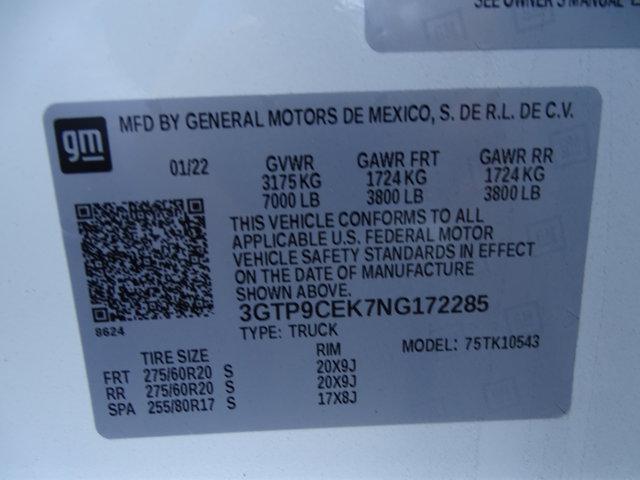 SEE OWNER'S MANUAL
gm
MFD BY GENERAL MOTORS DE MEXICO, S. DE R.L. DE C.V.
01/22 GVWR GAWR FRT GAWR RR
3175 KG 1724 KG 1724 KG
7000 LB 3800 LB 3800 LB
THIS VEHICLE CONFORMS TO ALL
APPLICABLE U.S. FEDERAL MOTOR
VEHICLE SAFETY STANDARDS IN EFFECT
ON THE DATE OF MANUFACTURE
SHOWN ABOVE.
3GTP9CEK7NG172285
8624
TYPE: TRUCK MODEL: 75TK10543
TIRE SIZE RIM
FRT 275/60R20 S 20X9J
RR 275/60R20 S 20X9J
SPA 255/80R17 S 17X8J